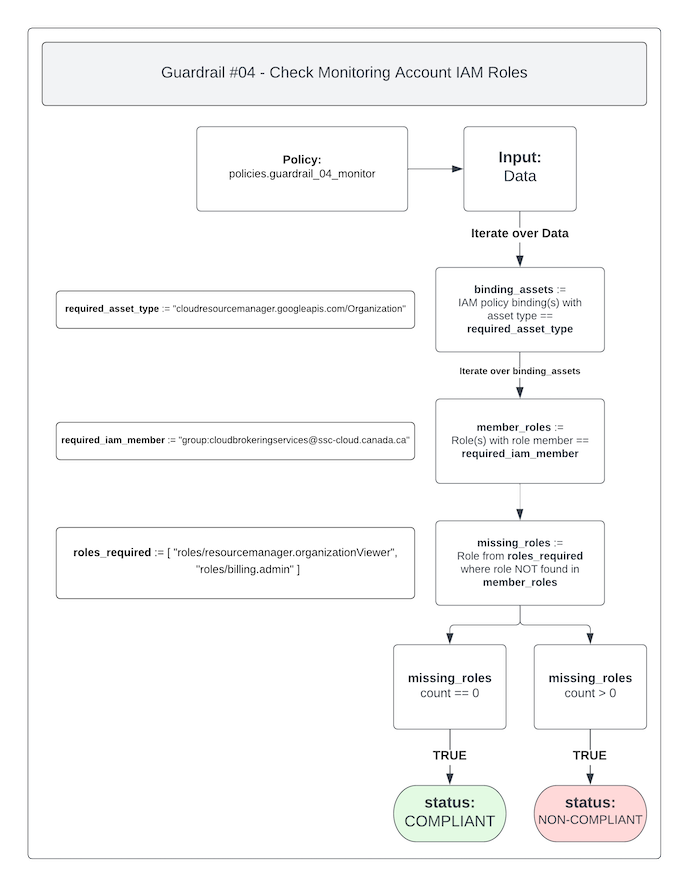 Guardrail #04 - Check Monitoring Account IAM Roles
Policy:
policies.guardrail_04_monitor
Input:
Data
Iterate over Data
required_asset_type := "cloudresourcemanager.googleapis.com/Organization"
binding_assets :=
IAM policy binding(s) with
asset type ==
required_asset_type
Iterate over binding_assets
required_iam_member := "group:cloudbrokeringservices@ssc-cloud.canada.ca"
member_roles :=
Role(s) with role member ==
required_iam_member
roles_required := [ "roles/resourcemanager.organizationViewer",
"roles/billing.admin" ]
missing_roles :=
Role from roles_required
where role NOT found in
member_roles
missing_roles
count == 0
missing_roles
count > 0
TRUE
TRUE
status:
COMPLIANT
status:
NON-COMPLIANT